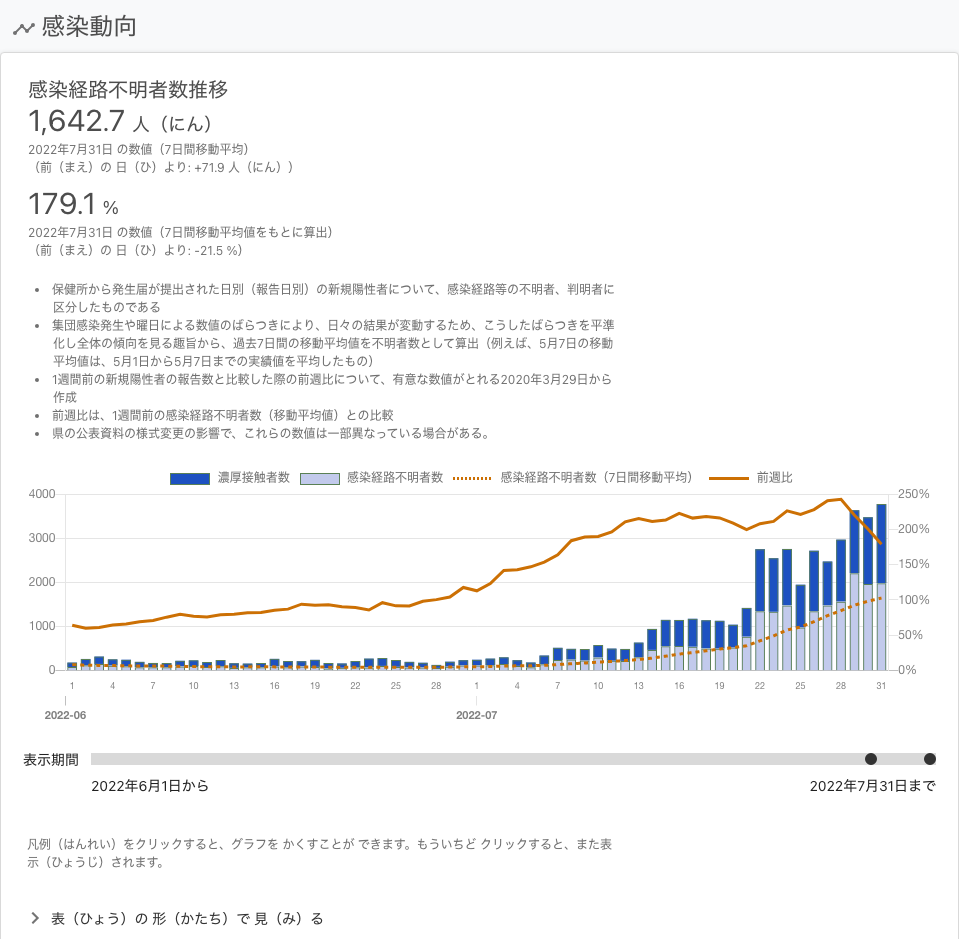 感染動向
感染経路不明者数推移
1,642.7 人（にん）
2022年7月31日 の数値（7日間移動平均）
（前（まえ）の 日（ひ）より: +71.9 人（にん））
179.1 %
2022年7月31日 の数値（7日間移動平均値をもとに算出）
（前（まえ）の 日（ひ）より: -21.5 %）
• 保健所から発生届が提出された日別（報告日別）の新規陽性者について、感染経路等の不明者、判明者に
区分したものである
• 集団感染発生や曜日による数値のばらつきにより、日々の結果が変動するため、こうしたばらつきを平準
化し全体の傾向を見る趣旨から、過去7日間の移動平均値を不明者数として算出（例えば、5月7日の移動
平均値は、5月1日から5月7日までの実績値を平均したもの）
• 1週間前の新規陽性者の報告数と比較した際の前週比について、有意な数値がとれる2020年3月29日から
作成
• 前週比は、1週間前の感染経路不明者数（移動平均値）との比較
• 県の公表資料の様式変更の影響で、これらの数値は一部異なっている場合がある。
濃厚接触者数 感染経路不明者数 感染経路不明者数（7日間移動平均） 前週比
4000 250%
200%
3000
150%
2000
100%
1000
50%
0 0%
1 4 7 10 13 16 19 22 25 28 1 4 7 10 13 16 19 22 25 28 31
2022-06 2022-07
表示期間
2022年6月1日から 2022年7月31日まで
凡例（はんれい）をクリックすると、グラフを かくすことが できます。もういちど クリックすると、また表
示（ひょうじ）されます。
表（ひょう）の 形（かたち）で 見（み）る